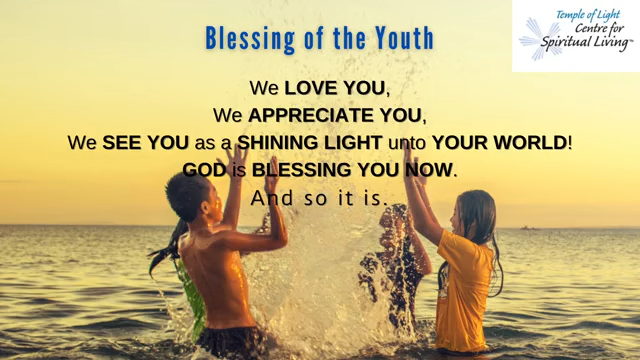 Blessing of the Youth
Temple of Light
Centre for
Spiritual Living™
We LOVE YOU,
We APPRECIATE YOU,
We SEE YOU as a SHINING LIGHT unto YOUR WORLD!
GOD is BLESSING YOU NOW.
And so it is.